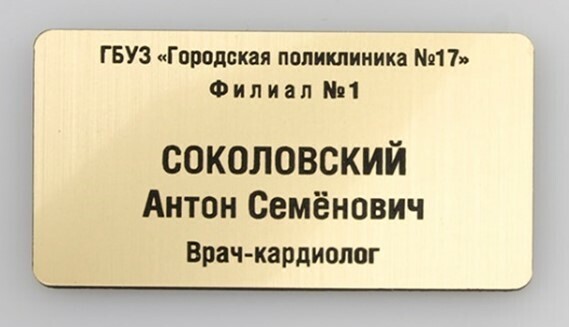 ГБУЗ «Городская поликлиника №17»
Филиал №1
СОКОЛОВСКИЙ
Антон Семёнович
Врач-кардиолог